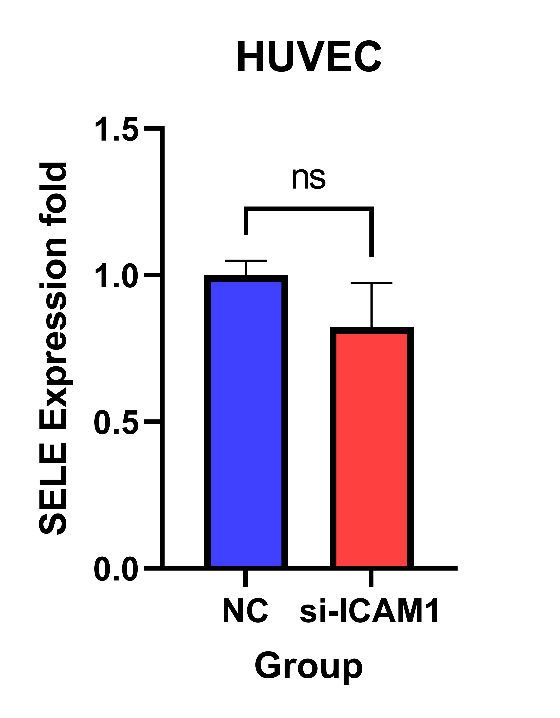 HUVEC
1.5
ns
1.0
0.5
0.0
SELE Expression fold
NC si-ICAM1
Group